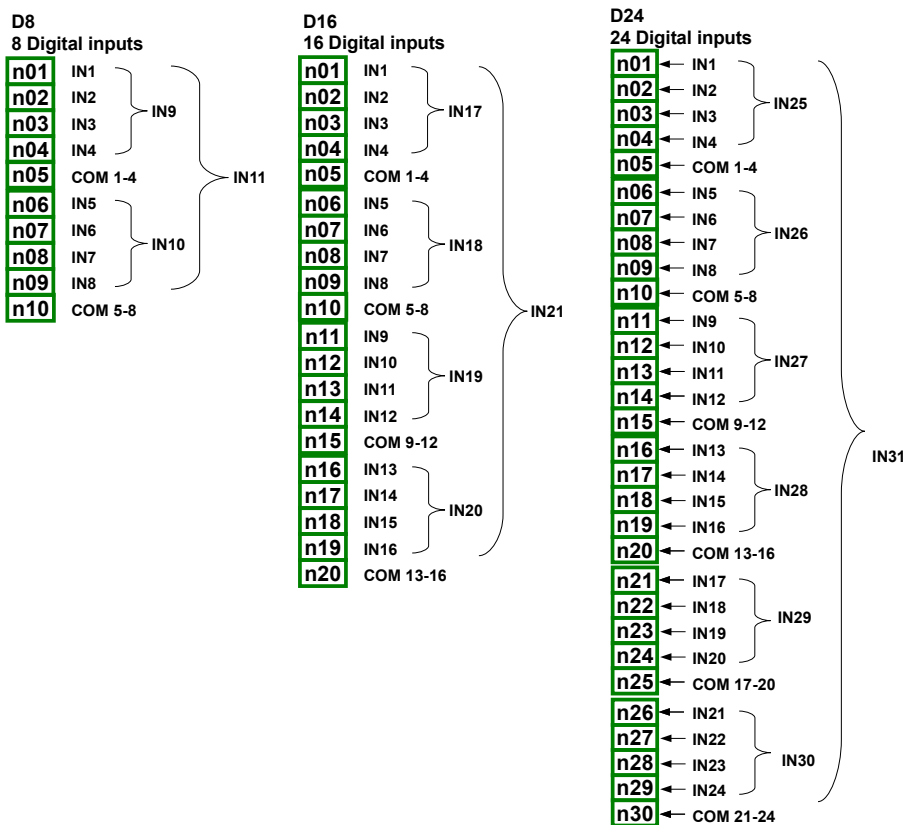 D8
8 Digital inputs
n01 IN1
n02 IN2
n03 IN3
n04 IN4
IN9
n05 COM 1-4
n06 IN5
n07 IN6
n08 IN7
n09 IN8
IN10
n10 COM 5-8
IN11
D16
16 Digital inputs
n01 IN1
n02 IN2
n03 IN3
n04 IN4
IN17
n05 COM 1-4
n06 IN5
n07 IN6
n08 IN7
n09 IN8
IN18
n10 COM 5-8
n11 IN9
n12 IN10
n13 IN11
n14 IN12
IN19
n15 COM 9-12
n16 IN13
n17 IN14
n18 IN15
n19 IN16
IN20
n20 COM 13-16
IN21
D24
24 Digital inputs
n01 IN1
n02 IN2
n03 IN3
n04 IN4
IN25
n05 COM 1-4
n06 IN5
n07 IN6
n08 IN7
n09 IN8
IN26
n10 COM 5-8
n11 IN9
n12 IN10
n13 IN11
n14 IN12
IN27
n15 COM 9-12
n16 IN13
n17 IN14
n18 IN15
n19 IN16
IN28
n20 COM 13-16
n21 IN17
n22 IN18
n23 IN19
n24 IN20
IN29
n25 COM 17-20
n26 IN21
n27 IN22
n28 IN23
n29 IN24
IN30
n30 COM 21-24
IN31